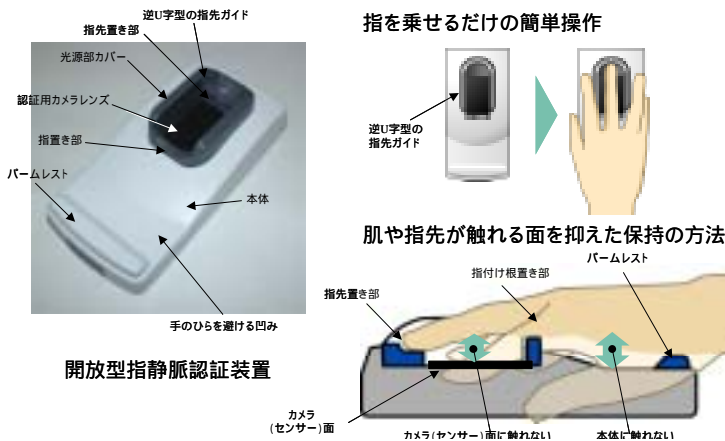 逆U字型の指先ガイド
指先置き部
光源部カバー
認証用カメラレンズ
指置き部
パームレスト
本体
手のひらを避ける凹み
開放型指静脈認証装置
指を乗せるだけの簡単操作
逆U字型の
指先ガイド
肌や指先が触れる面を抑えた保持の方法
パームレスト
指付け根置き部
指先置き部
カメラ
(センサー)面
カメラ(センサー)面に触れない
本体に触れない